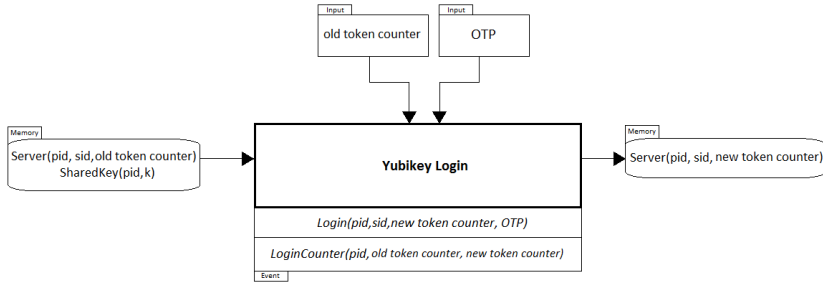 Input
old token counter
Input
OTP
Memory
Server(pid, sid,old token counter)
SharedKey(pid,k)
Yubikey Login
Memory
Server(pid, sid, new token counter)
Login(pid,sid,new token counter, OTP)
LoginCounter(pid, old token counter, new token counter)
Event